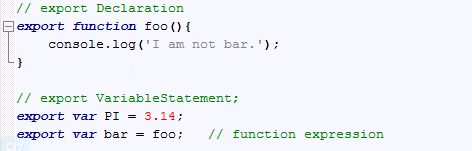 // export Declaration
export function foo(){
    console.log('I am not bar.');
}
// export VariableStatement;
export var PI = 3.14;
export var bar = foo;   // function expression